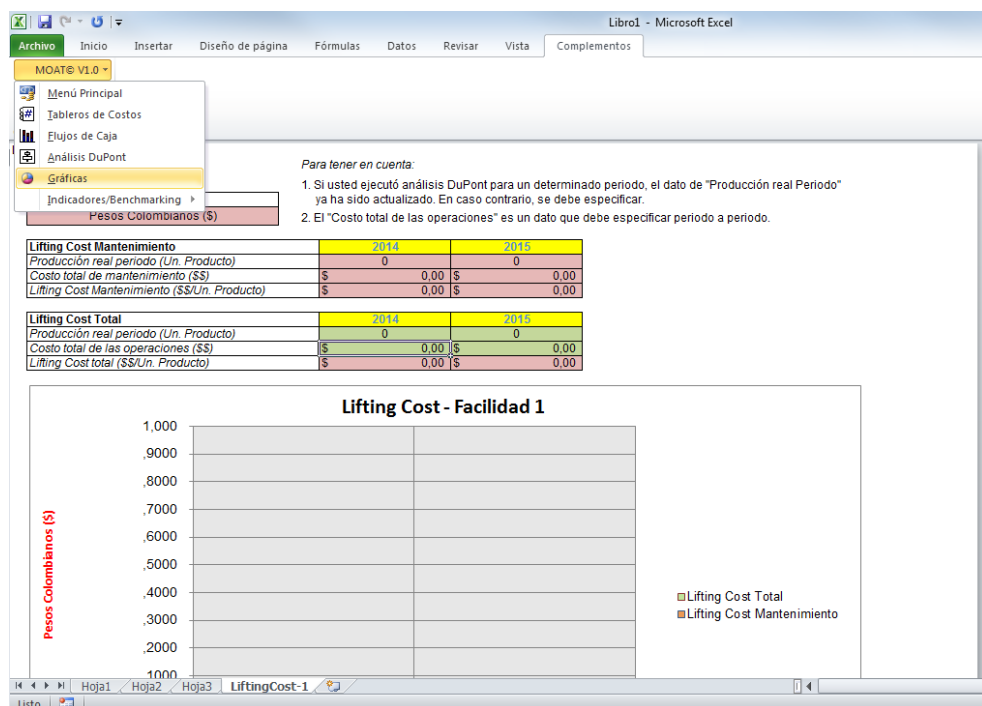 Libro1 - Microsoft Excel
Archivo Inicio Insertar Diseño de página Fórmulas Datos Revisar Vista Complementos
MOAT© V1.0
Menú Principal
Tableros de Costos
Flujos de Caja
Análisis DuPont
Gráficas
Indicadores/Benchmarking
Pesos Colombianos ($)
Para tener en cuenta:
1. Si usted ejecutó análisis DuPont para un determinado periodo, el dato de "Producción real Periodo"
ya ha sido actualizado. En caso contrario, se debe especificar.
2. El "Costo total de las operaciones" es un dato que debe especificar periodo a periodo.
Lifting Cost Mantenimiento 2014 2015
Producción real periodo (Un. Producto) 0 0
Costo total de mantenimiento ($$) $ 0,00 $ 0,00
Lifting Cost Mantenimiento ($$/Un. Producto) $ 0,00 $ 0,00
Lifting Cost Total 2014 2015
Producción real periodo (Un. Producto) 0 0
Costo total de las operaciones ($$) $ 0,00 $ 0,00
Lifting Cost total ($$/Un. Producto) $ 0,00 $ 0,00
Lifting Cost - Facilidad 1
1,000
,9000
,8000
,7000
,6000
,5000
,4000
,3000
,2000
,1000
Pesos Colombianos ($)
Lifting Cost Total
Lifting Cost Mantenimiento
Hoja1 Hoja2 Hoja3 LiftingCost-1
Listo